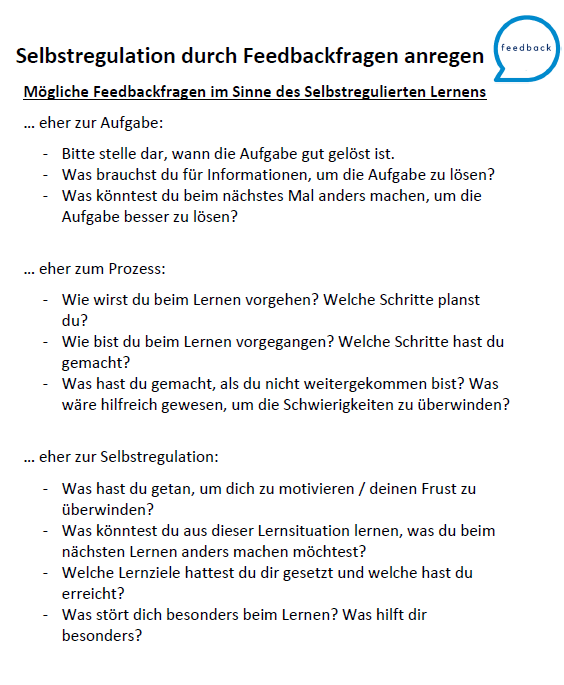 feedback
Selbstregulation durch Feedbackfragen anregen
Mögliche Feedbackfragen im Sinne des Selbstregulierten Lernens
… eher zur Aufgabe:
- Bitte stelle dar, wann die Aufgabe gut gelöst ist.
- Was brauchst du für Informationen, um die Aufgabe zu lösen?
- Was könntest du beim nächstes Mal anders machen, um die
Aufgabe besser zu lösen?
… eher zum Prozess:
- Wie wirst du beim Lernen vorgehen? Welche Schritte planst
du?
- Wie bist du beim Lernen vorgegangen? Welche Schritte hast du
gemacht?
- Was hast du gemacht, als du nicht weitergekommen bist? Was
wäre hilfreich gewesen, um die Schwierigkeiten zu überwinden?
… eher zur Selbstregulation:
- Was hast du getan, um dich zu motivieren / deinen Frust zu
überwinden?
- Was könntest du aus dieser Lernsituation lernen, was du beim
nächsten Lernen anders machen möchtest?
- Welche Lernziele hattest du dir gesetzt und welche hast du
erreicht?
- Was stört dich besonders beim Lernen? Was hilft dir
besonders?